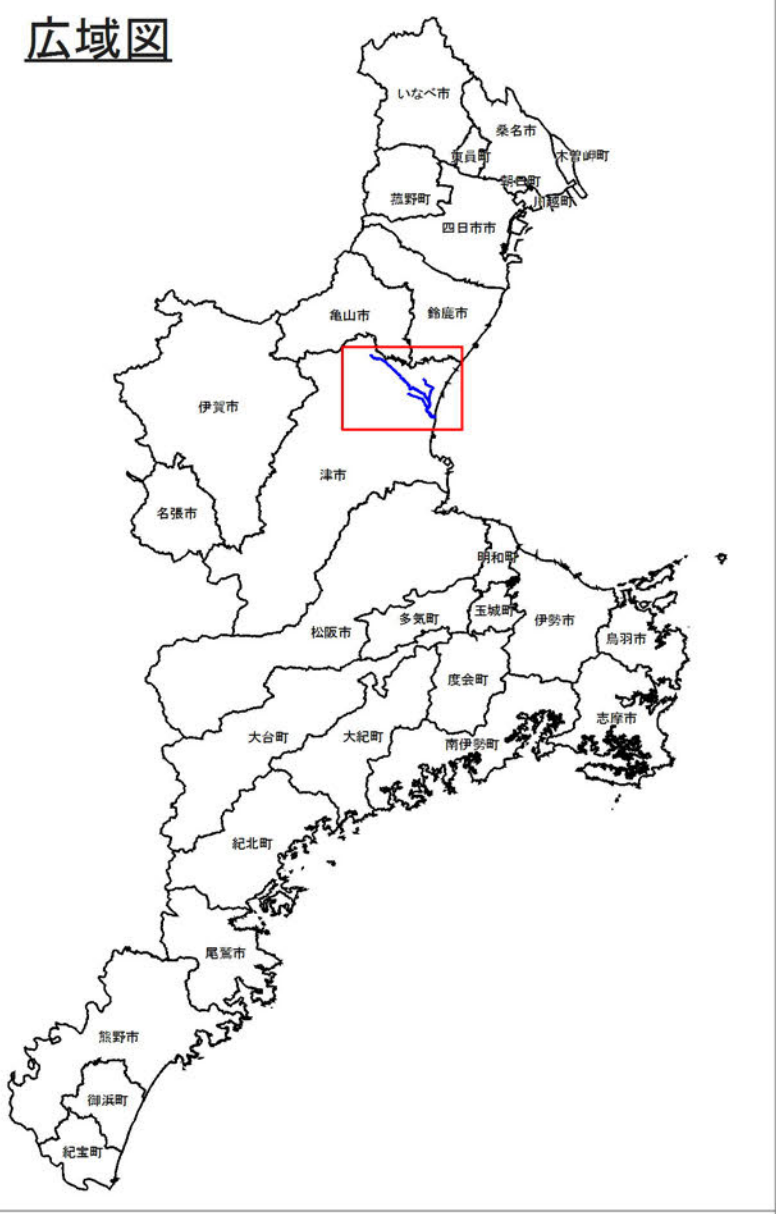 広域図
いなべ市
桑名市
東員町
木曽岬町
朝日町
菰野町
川越町
四日市市
亀山市
鈴鹿市
伊賀市
津市
名張市
明和町
玉城町
多気町
伊勢市
松阪市
鳥羽市
度会町
志摩市
大台町
大紀町
南伊勢町
紀北町
尾鷲市
熊野市
御浜町
紀宝町